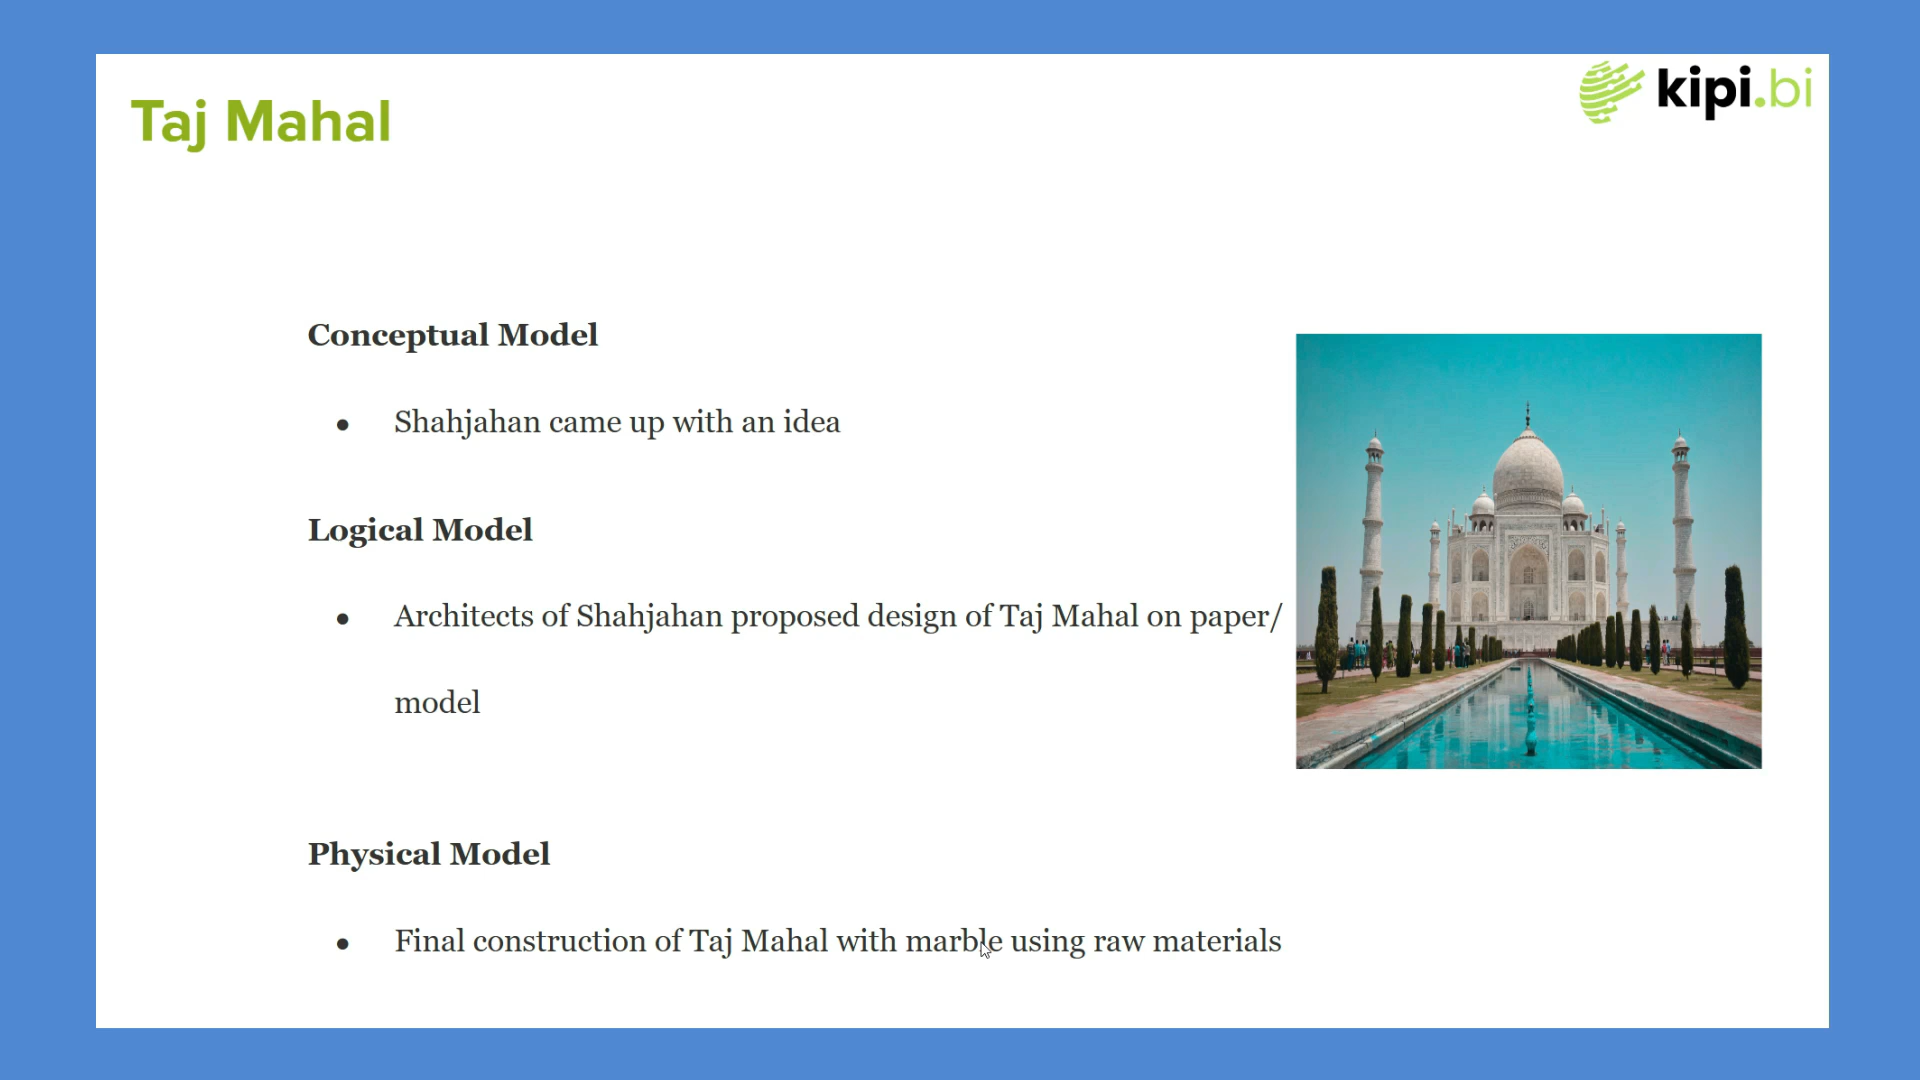 Taj Mahal
kipi.bi
Conceptual Model
● Shahjahan came up with an idea
Logical Model
● Architects of Shahjahan proposed design of Taj Mahal on paper/
model
Physical Model
● Final construction of Taj Mahal with marble using raw materials